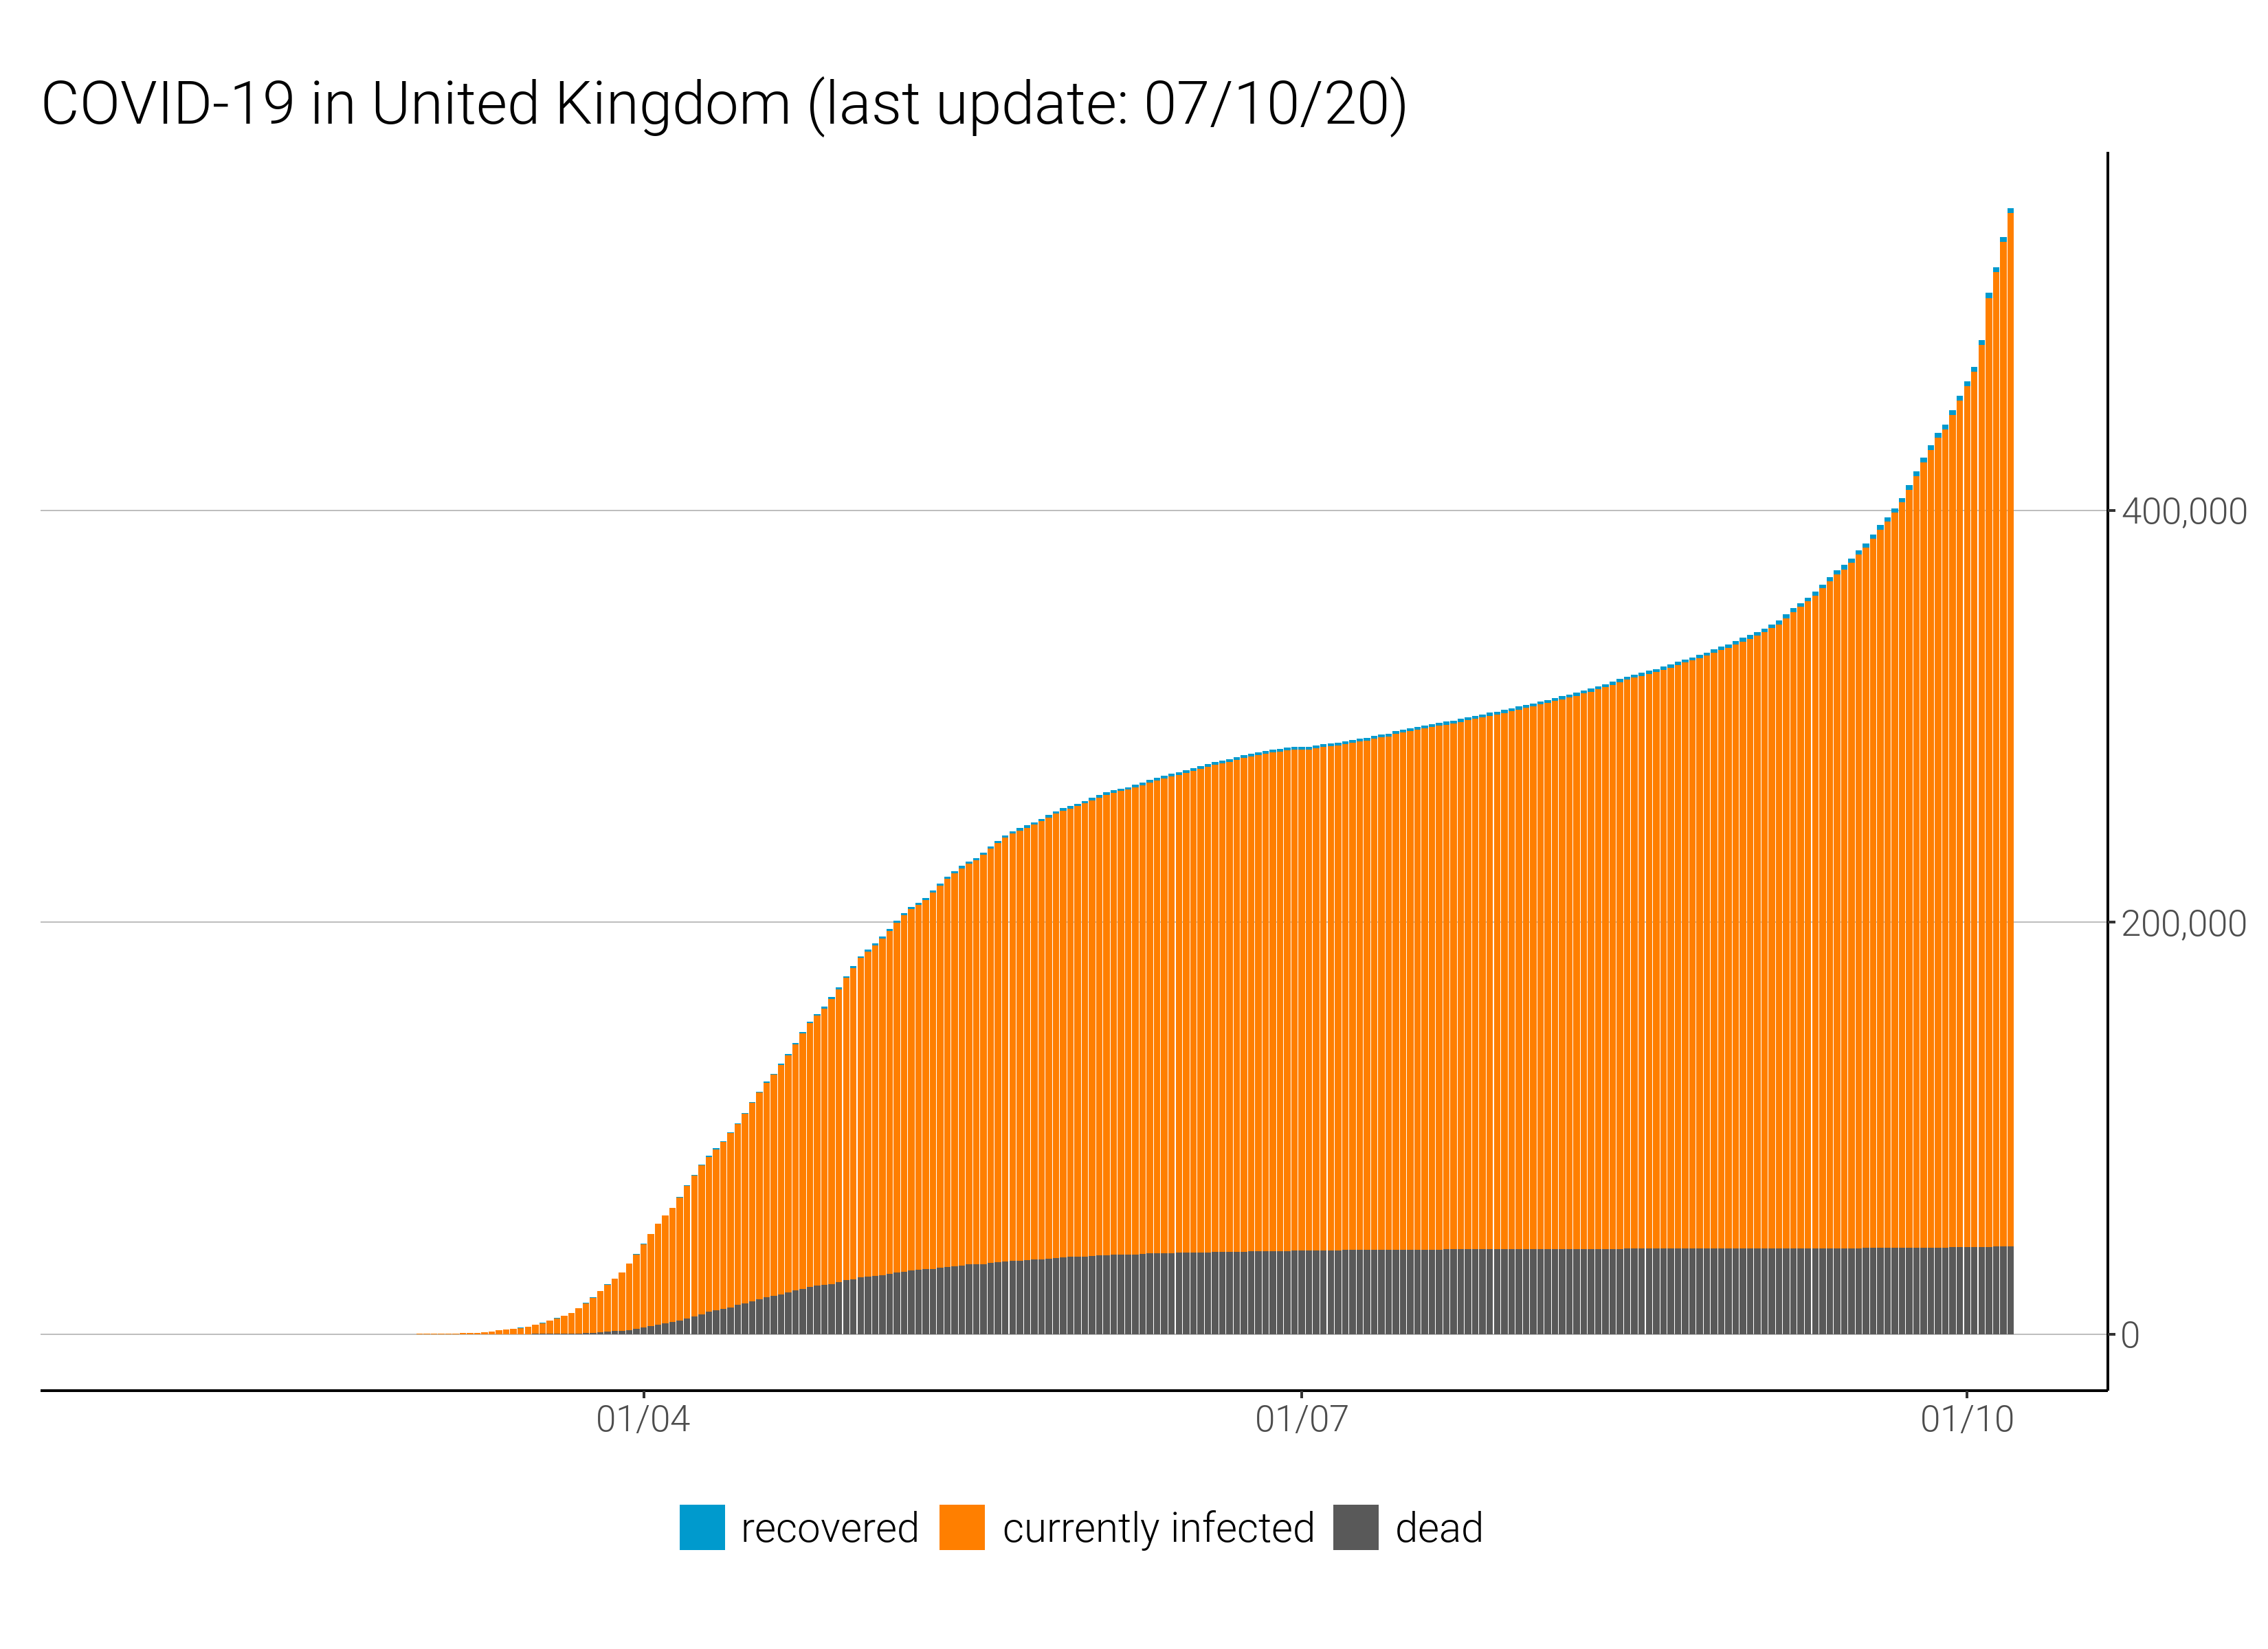 COVID-19 in United Kingdom (last update: 07/10/20)
400,000
200,000
0
01/04 01/07 01/10
recovered currently infected dead